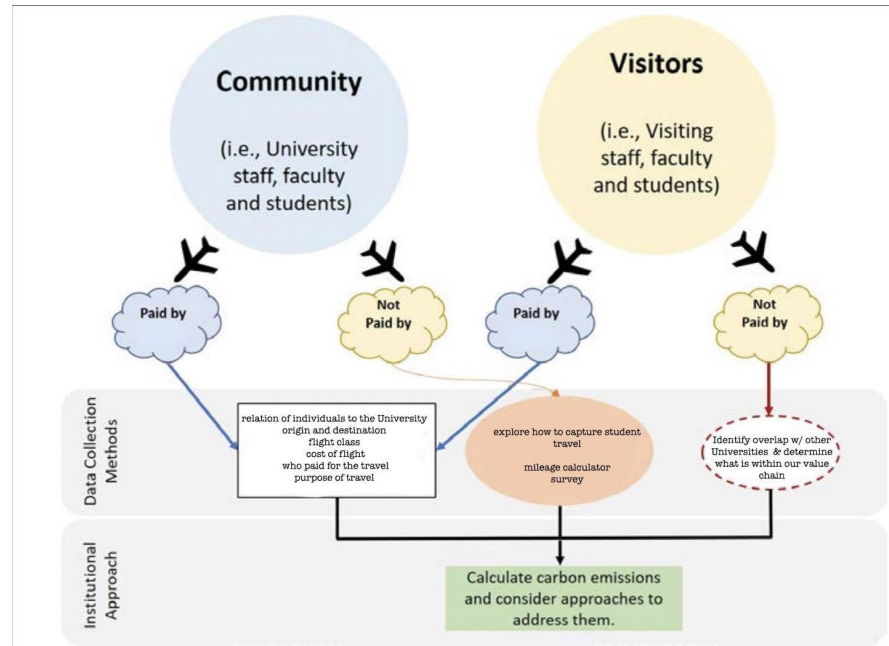 Community
(i.e., University
staff, faculty
and students)
Visitors
(i.e., Visiting
staff, faculty
and students)
Paid by
Not
Paid by
Paid by
Not
Paid by
Data Collection
Methods
relation of individuals to the University
origin and destination
flight class
cost of flight
who paid for the travel
purpose of travel
explore how to capture student
travel
mileage calculator
survey
Identify overlap w/ other
Universities & determine
what is within our value
chain
Institutional
Approach
Calculate carbon emissions
and consider approaches to
address them.